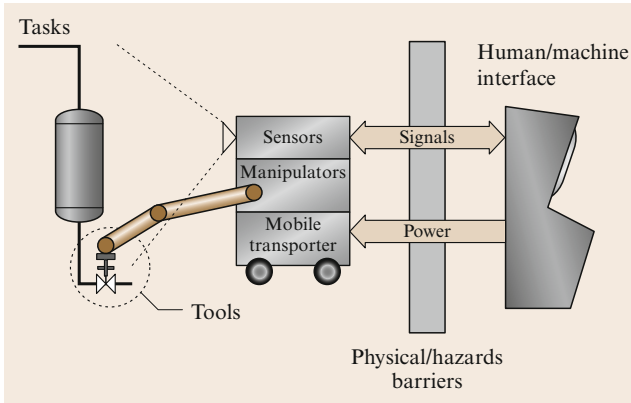 Tasks
Human/machine
interface
Sensors
Signals
Manipulators
Mobile
transporter
Power
Tools
Physical/hazards
barriers